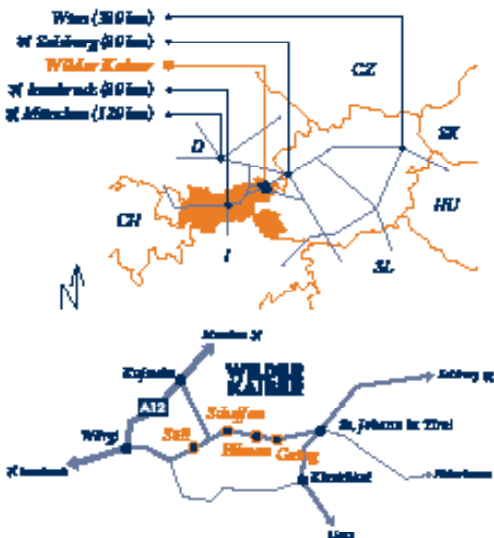 Wien (380 km)
Salzburg (80 km)
Wilder Kaiser
Innsbruck (80 km)
München (120 km)
CZ
SK
D
HU
CH
I
SL
N
München
WILDER
KAISER
Kufstein
Salzburg
A12
Scheffau
St. Johann in Tirol
Wörgl
Söll
Ellmau
Going
Innsbruck
Kitzbühel
Lienz